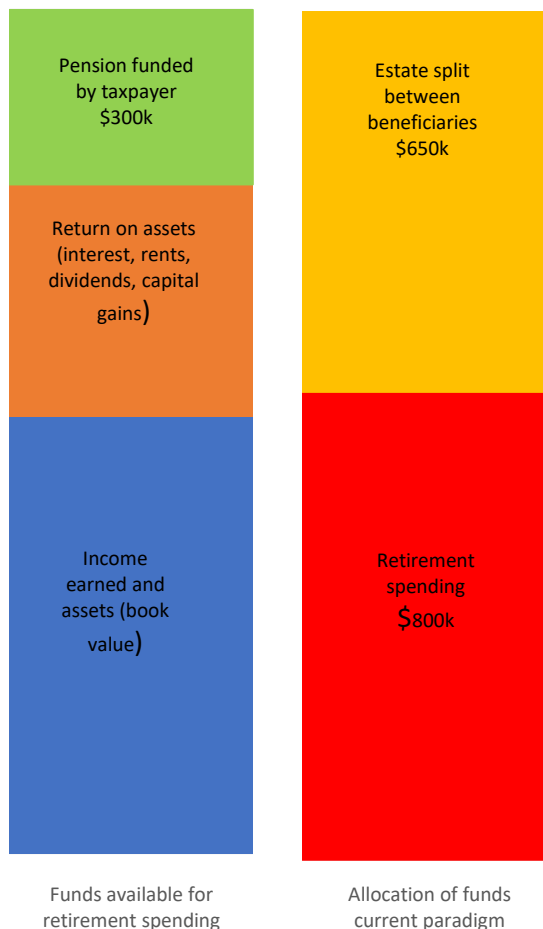 Pension funded
by taxpayer
$300k
Estate split
between
beneficiaries
$650k
Return on assets
(interest, rents,
dividends, capital
gains)
Income
earned and
assets (book
value)
Retirement
spending
$800k
Funds available for
retirement spending
Allocation of funds
current paradigm